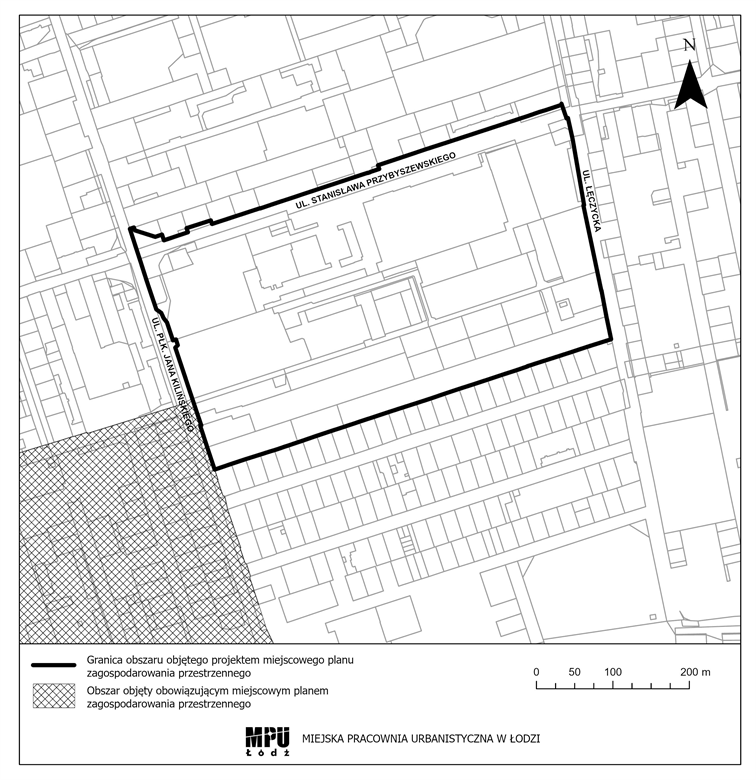 N
UL. STANISŁAWA PRZYBYSZEWSKIEGO
UL. ŁĘCZYCKA
UL. PŁK. JANA KILIŃSKIEGO
Granica obszaru objętego projektem miejscowego planu
zagospodarowania przestrzennego
Obszar objęty obowiązującym miejscowym planem
zagospodarowania przestrzennego
0 50 100 200 m
MPU
Łódź
MIEJSKA PRACOWNIA URBANISTYCZNA W ŁODZI